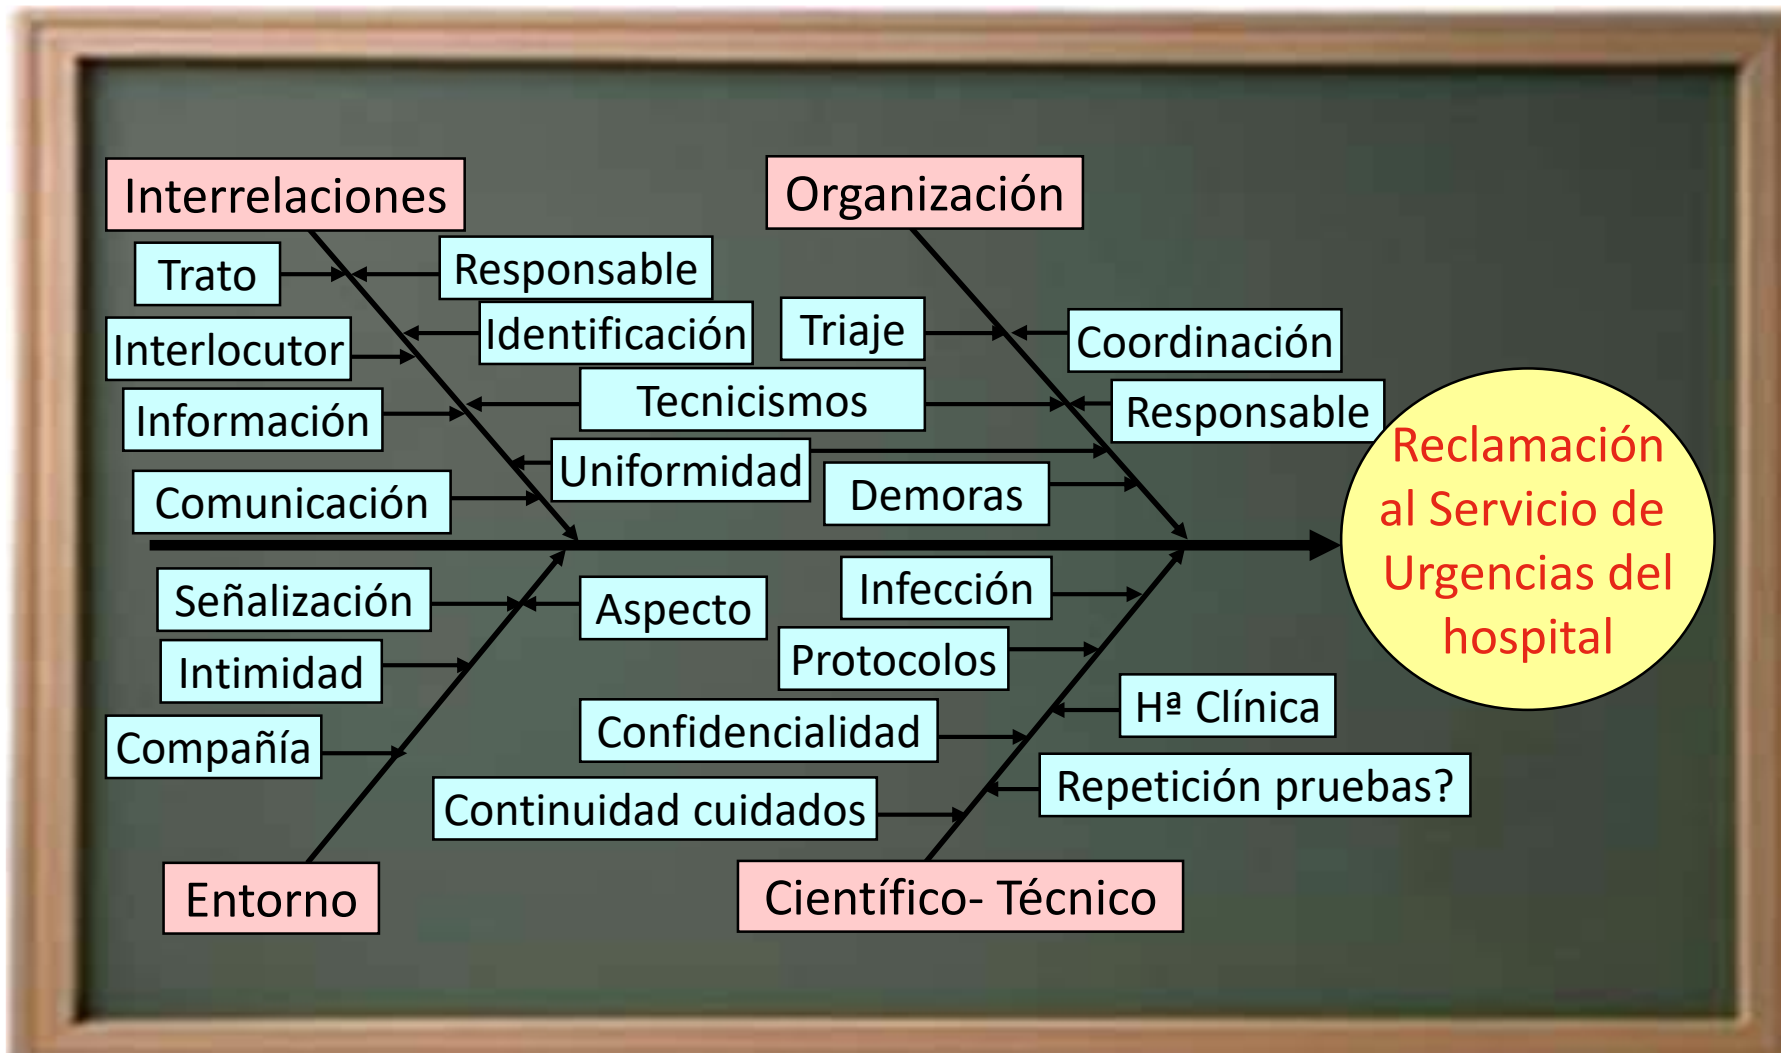 Interrelaciones
Organización
Trato
Responsable
Identificación
Triaje
Coordinación
Interlocutor
Tecnicismos
Responsable
Información
Uniformidad
Demoras
Comunicación
Reclamación
al Servicio de
Urgencias del
hospital
Señalización
Aspecto
Infección
Intimidad
Protocolos
Hª Clínica
Compañía
Confidencialidad
Repetición pruebas?
Continuidad cuidados
Entorno
Científico- Técnico